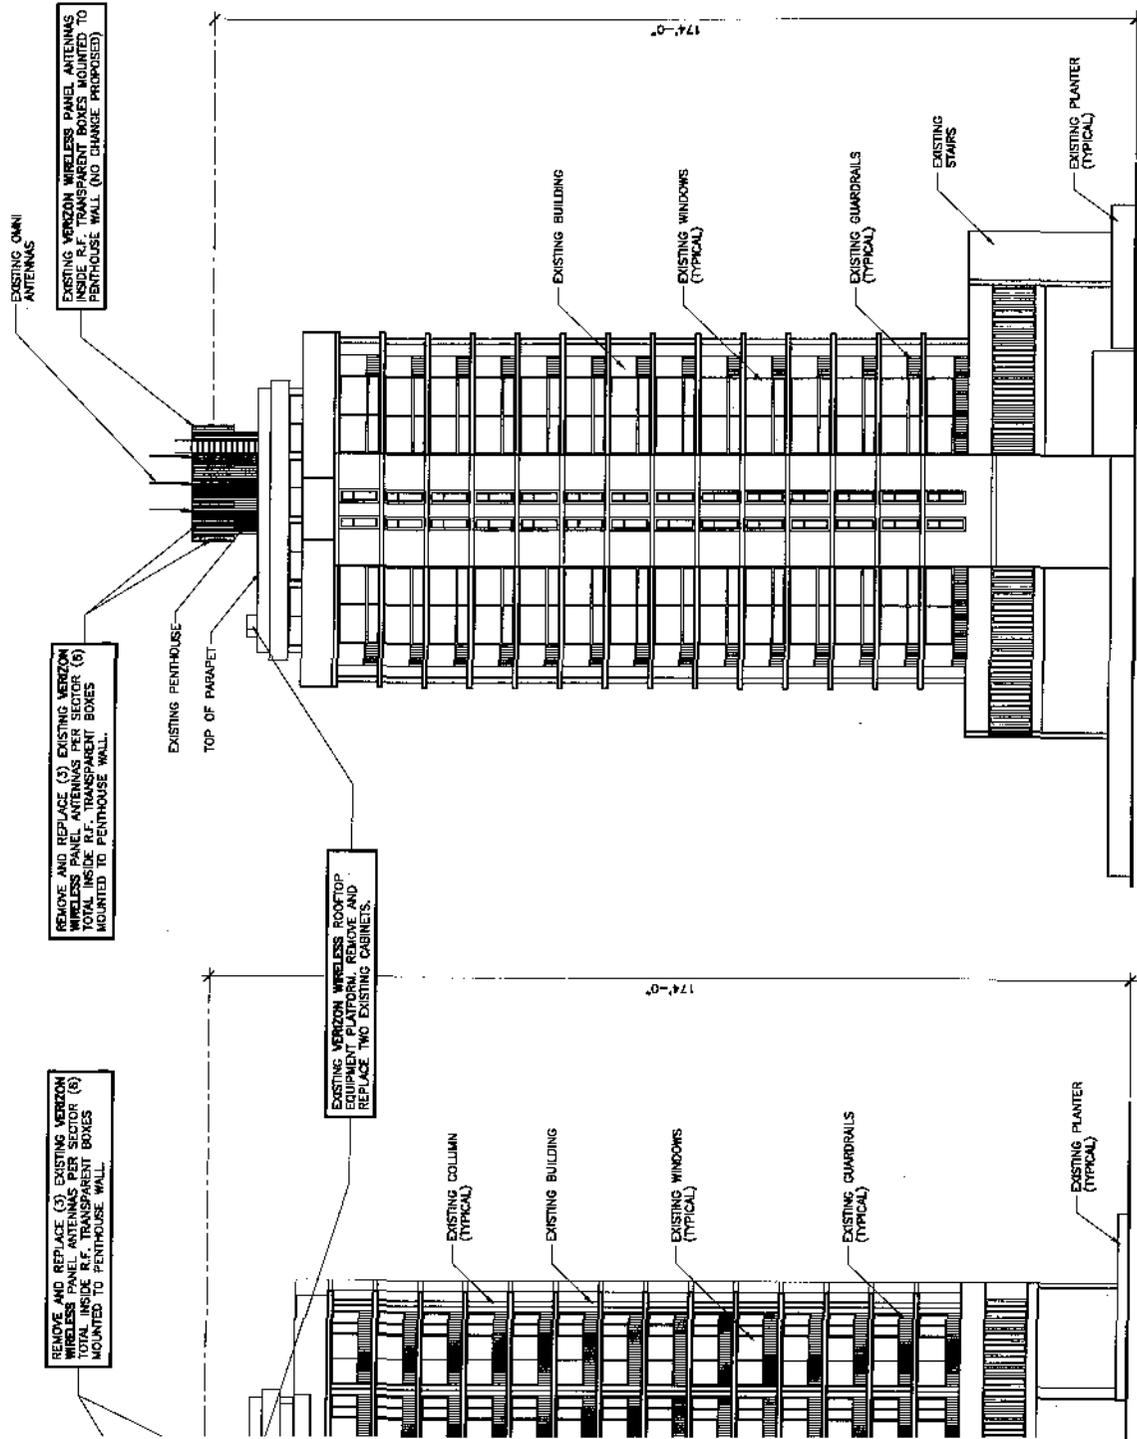 EXISTING OMNI
ANTENNAS
EXISTING VERIZON WIRELESS PANEL ANTENNAS
INSIDE R.F. TRANSPARENT BOXES MOUNTED TO
PENTHOUSE WALL (NO CHANGE PROPOSED)
174'-0"
REMOVE AND REPLACE (3) EXISTING VERIZON
WIRELESS PANEL ANTENNAS PER SECTOR (6)
TOTAL INSIDE R.F. TRANSPARENT BOXES
MOUNTED TO PENTHOUSE WALL.
EXISTING PENTHOUSE
TOP OF PARAPET
EXISTING BUILDING
EXISTING WINDOWS
(TYPICAL)
EXISTING GUARDRAILS
(TYPICAL)
EXISTING
STAIRS
EXISTING PLANTER
(TYPICAL)
EXISTING VERIZON WIRELESS ROOFTOP
EQUIPMENT PLATFORM. REMOVE AND
REPLACE TWO EXISTING CABINETS.
REMOVE AND REPLACE (3) EXISTING VERIZON
WIRELESS PANEL ANTENNAS PER SECTOR (6)
TOTAL INSIDE R.F. TRANSPARENT BOXES
MOUNTED TO PENTHOUSE WALL.
174'-0"
EXISTING COLUMN
(TYPICAL)
EXISTING BUILDING
EXISTING WINDOWS
(TYPICAL)
EXISTING GUARDRAILS
(TYPICAL)
EXISTING PLANTER
(TYPICAL)